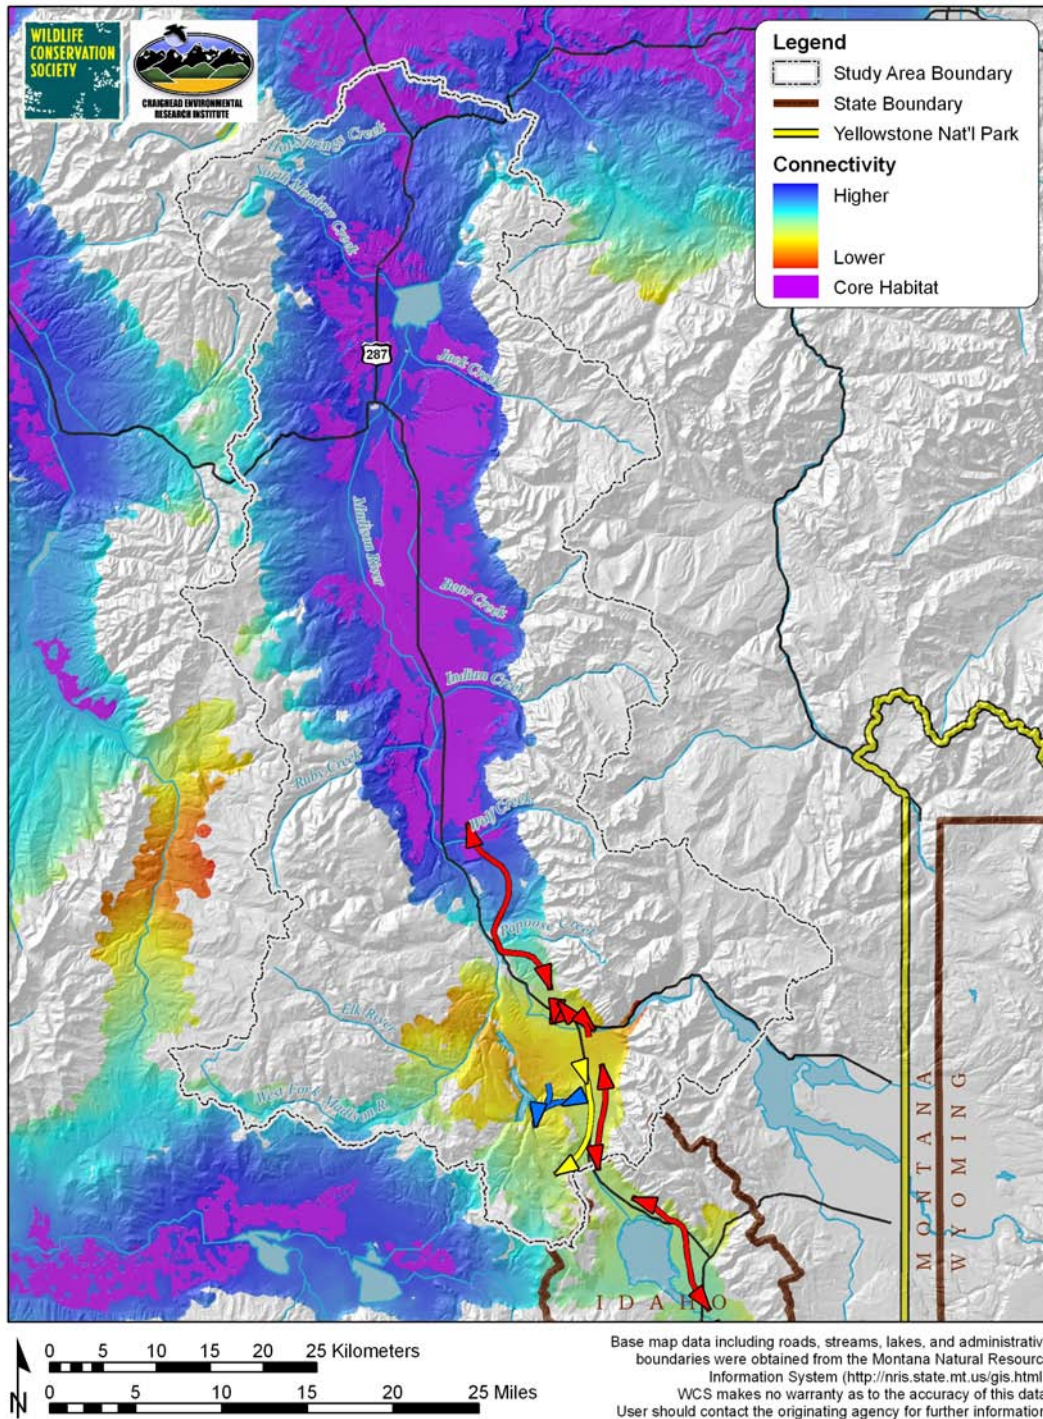 WILDLIFE
CONSERVATION
SOCIETY
CRAIGHEAD ENVIRONMENTAL
RESEARCH INSTITUTE
Legend
Study Area Boundary
State Boundary
Yellowstone Nat'l Park
Connectivity
Higher
Lower
Core Habitat
Hot Springs Creek
North Meadow Creek
287
Jack Creek
Madison River
Bear Creek
Indian Creek
Ruby Creek
Wolf Creek
Papoose Creek
Elk River
West Fork Madison R.
MONTANA
WYOMING
IDAHO
N
0 5 10 15 20 25 Kilometers
0 5 10 15 20 25 Miles
Base map data including roads, streams, lakes, and administrativ
boundaries were obtained from the Montana Natural Resourc
Information System (http://nris.state.mt.us/gis.html
WCS makes no warranty as to the accuracy of this data
User should contact the originating agency for further information